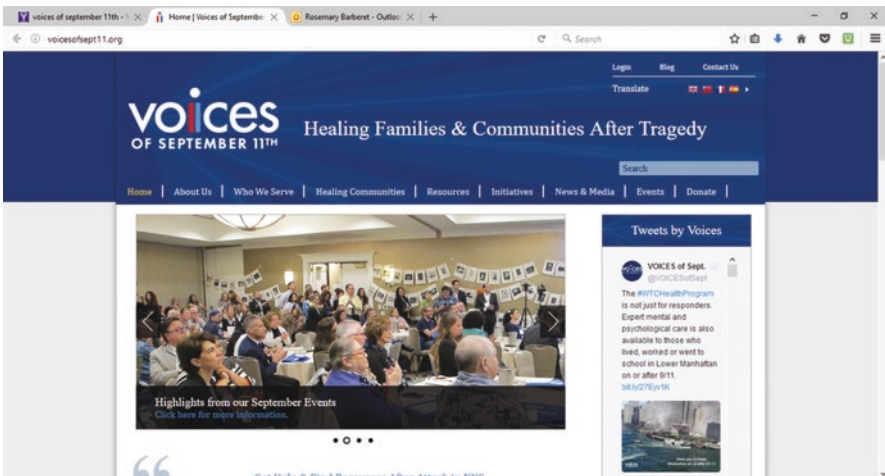 voices of september 11th -
Home | Voices of Septembe
Rosemary Barberet - Outloo
voicesofsept11.org
Search
Login Blog Contact Us
Translate
voices
OF SEPTEMBER 11TH
Healing Families & Communities After Tragedy
Search
Home | About Us | Who We Serve | Healing Communities | Resources | Initiatives | News & Media | Events | Donate |
Tweets by Voices
VOICES of Sept.
@VOICESofSept
The #WTCHealthProgram
is not just for responders.
Expert mental and
psychological care is also
available to those who
lived, worked or went to
school in Lower Manhattan
on or after 9/11.
Highlights from our September Events
Click here for more information.